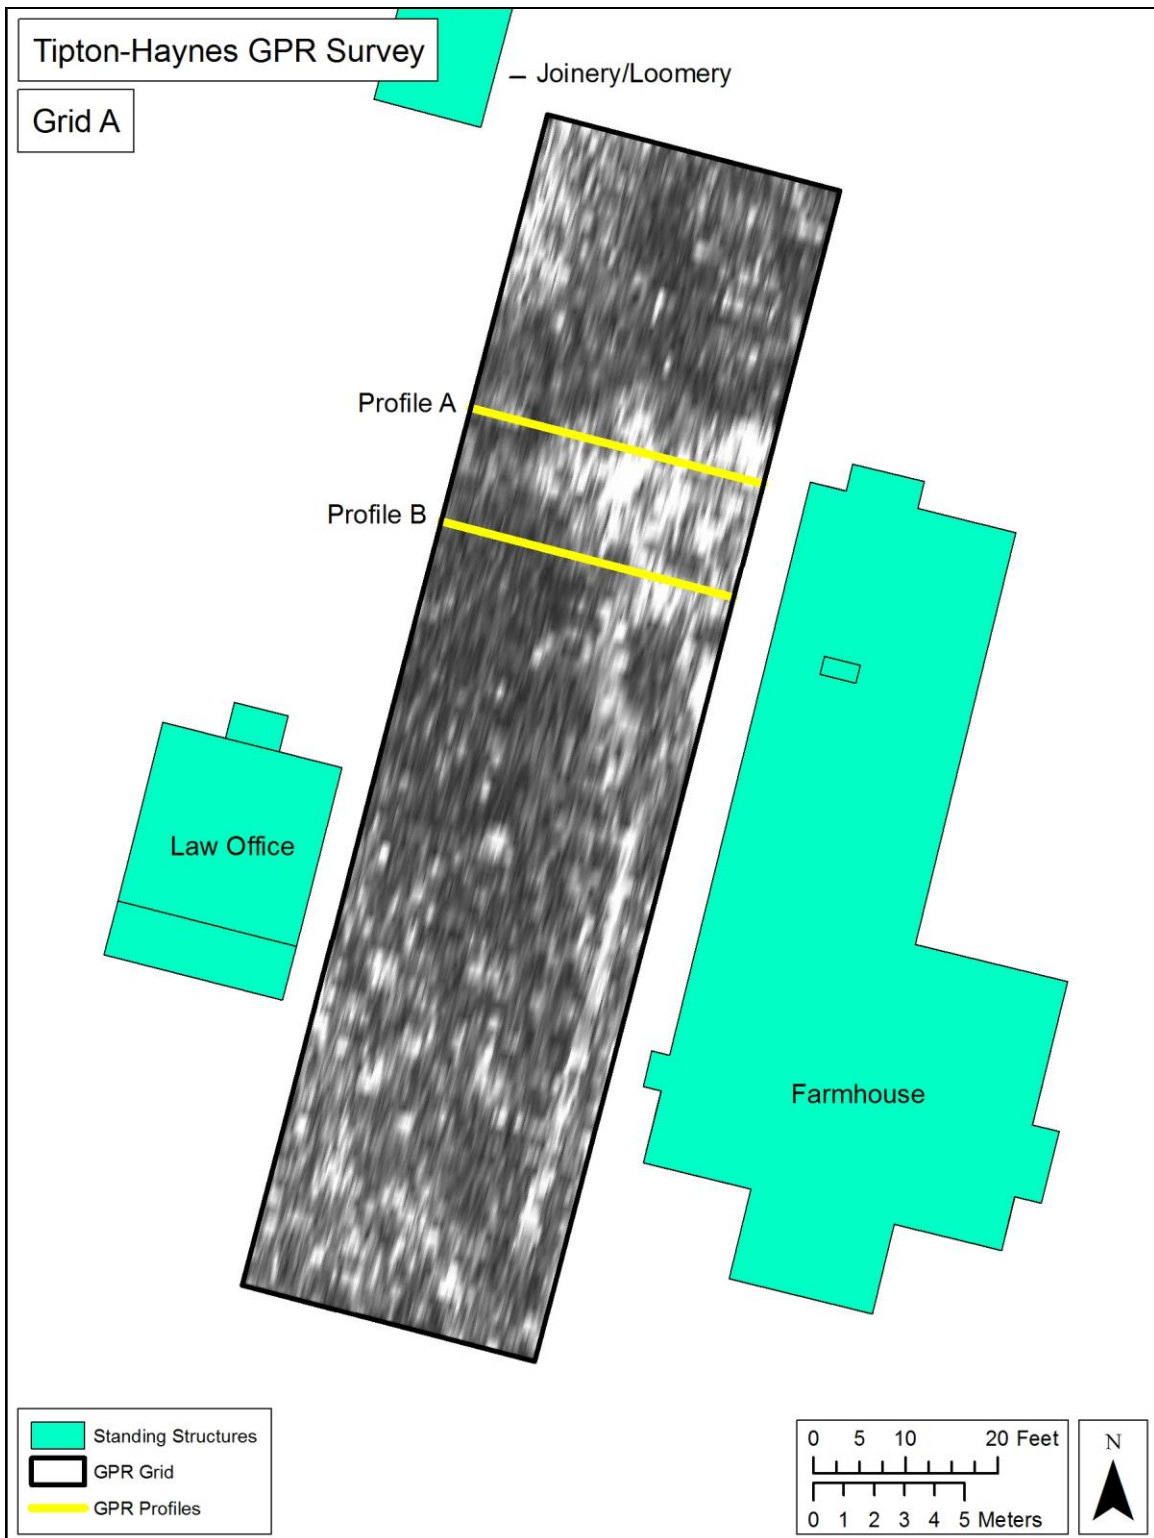 Tipton-Haynes GPR Survey
Joinery/Loomery
Grid A
Profile A
Profile B
Law Office
Farmhouse
Standing Structures
GPR Grid
GPR Profiles
0 5 10 20 Feet
0 1 2 3 4 5 Meters
N